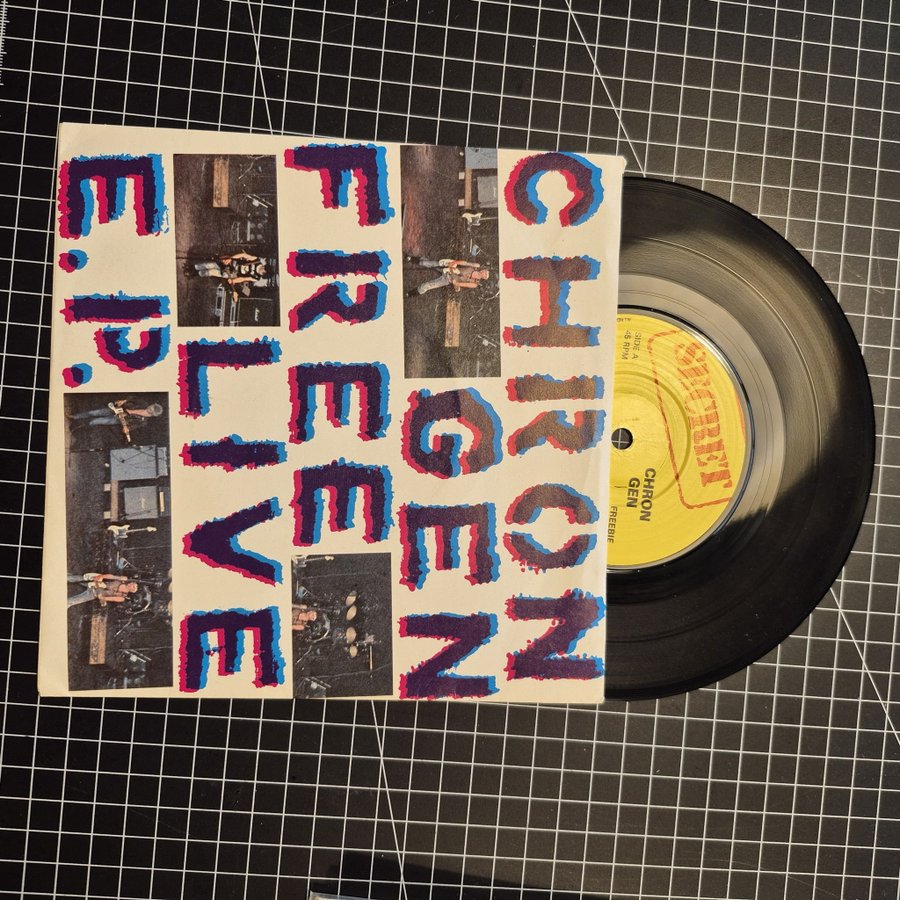 CHRON
GEN
FREE
LIVE
E.P.
SECRET
SIDE A
45 RPM
CHRON
GEN
FREEBIE